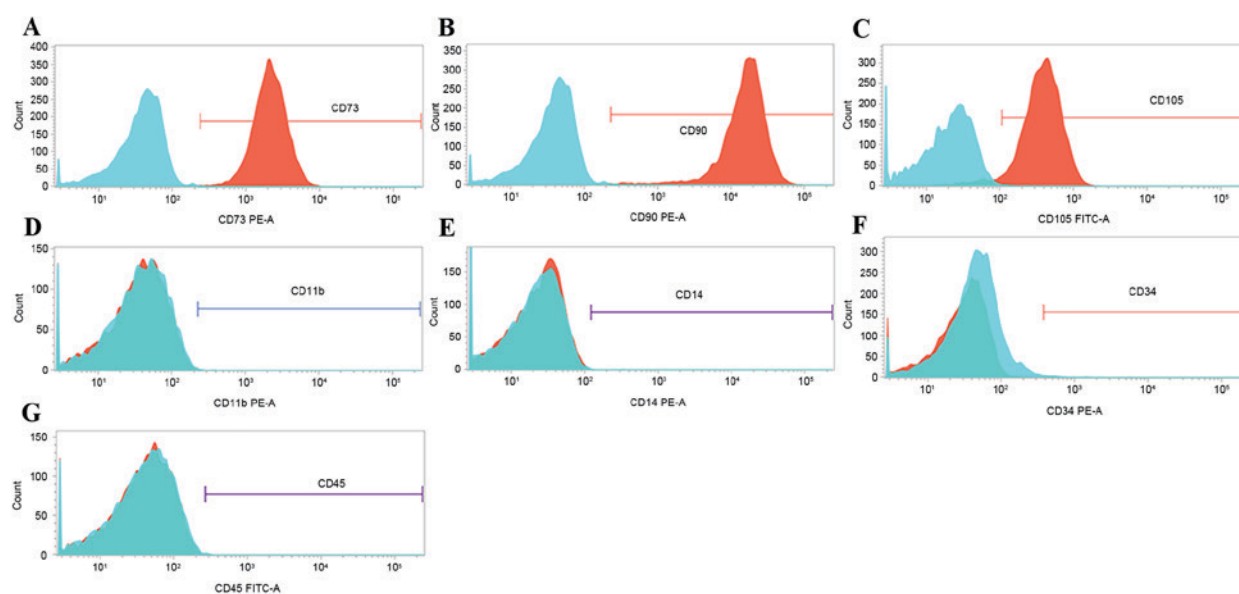 A
400
350
300
250
200
150
100
50
0
Count
CD73
10¹ 10² 10³ 10⁴ 10⁵
CD73 PE-A
B
350
300
250
200
150
100
50
0
Count
CD90
10¹ 10² 10³ 10⁴ 10⁵
CD90 PE-A
C
300
250
200
150
100
50
0
Count
CD105
10¹ 10² 10³ 10⁴ 10⁵
CD105 FITC-A
D
150
100
50
0
Count
CD11b
10¹ 10² 10³ 10⁴ 10⁵
CD11b PE-A
E
150
100
50
0
Count
CD14
10¹ 10² 10³ 10⁴ 10⁵
CD14 PE-A
F
300
250
200
150
100
50
0
Count
CD34
10¹ 10² 10³ 10⁴ 10⁵
CD34 PE-A
G
150
100
50
0
Count
CD45
10¹ 10² 10³ 10⁴ 10⁵
CD45 FITC-A